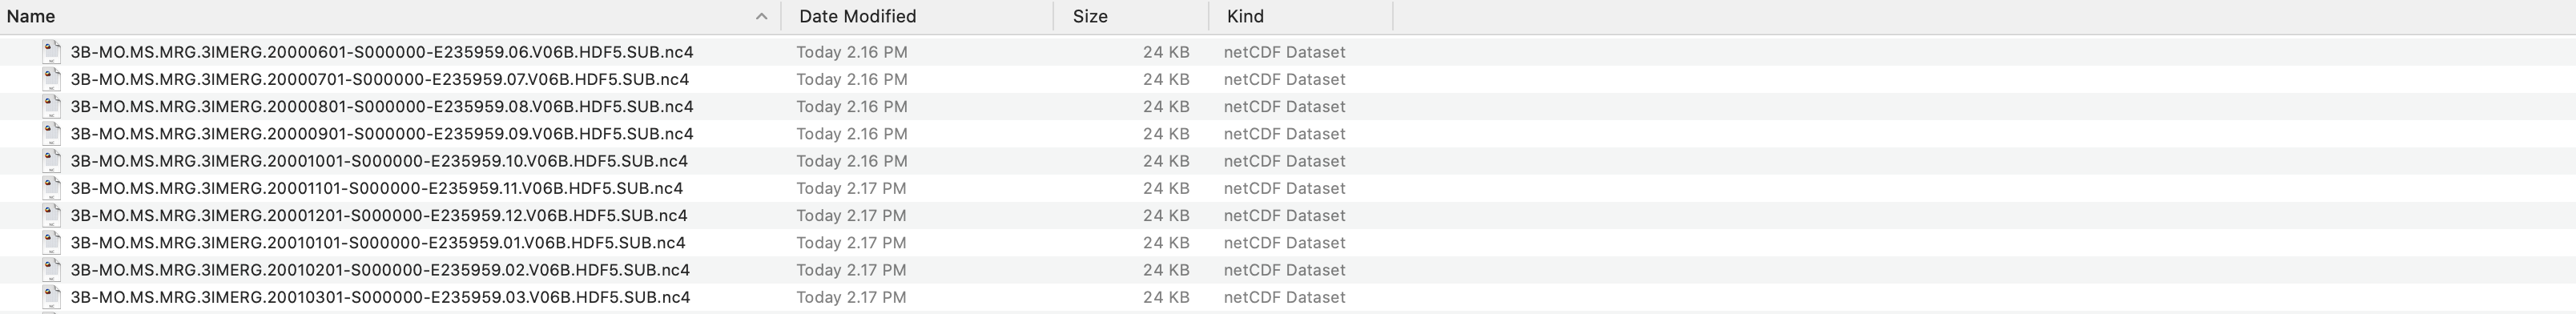 Name Date Modified Size Kind
3B-MO.MS.MRG.3IMERG.20000601-S000000-E235959.06.V06B.HDF5.SUB.nc4 Today 2.16 PM 24 KB netCDF Dataset
3B-MO.MS.MRG.3IMERG.20000701-S000000-E235959.07.V06B.HDF5.SUB.nc4 Today 2.16 PM 24 KB netCDF Dataset
3B-MO.MS.MRG.3IMERG.20000801-S000000-E235959.08.V06B.HDF5.SUB.nc4 Today 2.16 PM 24 KB netCDF Dataset
3B-MO.MS.MRG.3IMERG.20000901-S000000-E235959.09.V06B.HDF5.SUB.nc4 Today 2.16 PM 24 KB netCDF Dataset
3B-MO.MS.MRG.3IMERG.20001001-S000000-E235959.10.V06B.HDF5.SUB.nc4 Today 2.16 PM 24 KB netCDF Dataset
3B-MO.MS.MRG.3IMERG.20001101-S000000-E235959.11.V06B.HDF5.SUB.nc4 Today 2.17 PM 24 KB netCDF Dataset
3B-MO.MS.MRG.3IMERG.20001201-S000000-E235959.12.V06B.HDF5.SUB.nc4 Today 2.17 PM 24 KB netCDF Dataset
3B-MO.MS.MRG.3IMERG.20010101-S000000-E235959.01.V06B.HDF5.SUB.nc4 Today 2.17 PM 24 KB netCDF Dataset
3B-MO.MS.MRG.3IMERG.20010201-S000000-E235959.02.V06B.HDF5.SUB.nc4 Today 2.17 PM 24 KB netCDF Dataset
3B-MO.MS.MRG.3IMERG.20010301-S000000-E235959.03.V06B.HDF5.SUB.nc4 Today 2.17 PM 24 KB netCDF Dataset